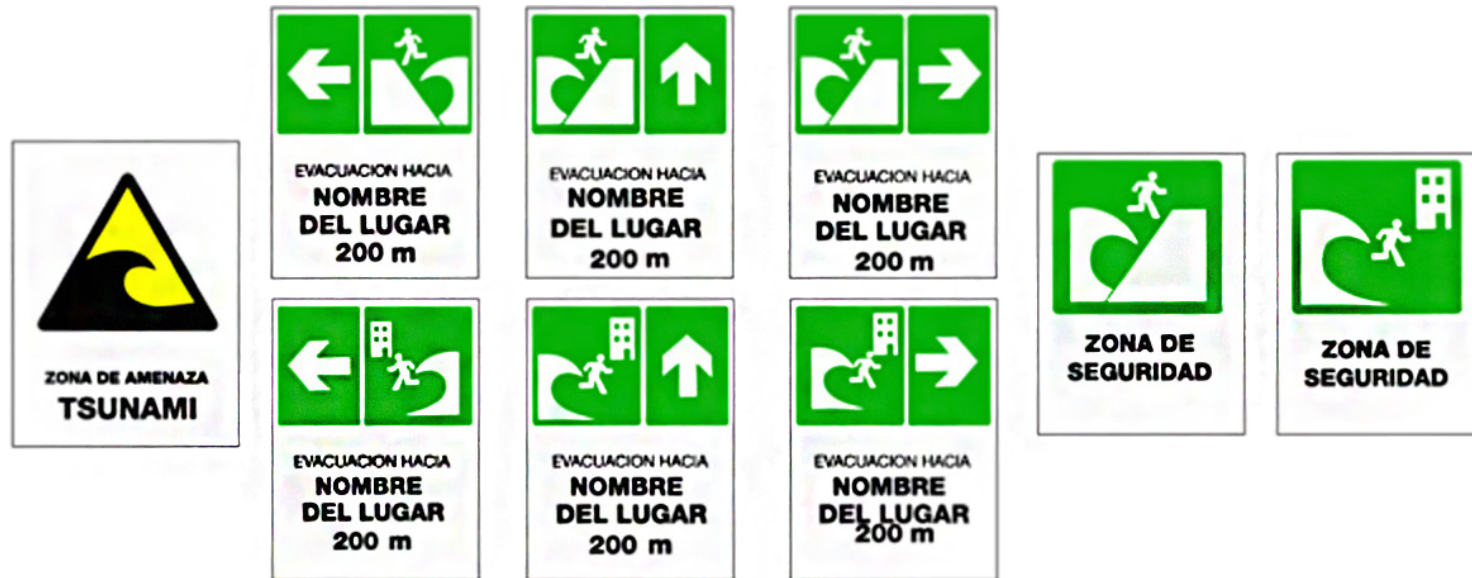 ZONA DE AMENAZA
TSUNAMI
EVACUACION HACIA
NOMBRE
DEL LUGAR
200 m
EVACUACION HACIA
NOMBRE
DEL LUGAR
200 m
EVACUACION HACIA
NOMBRE
DEL LUGAR
200 m
EVACUACION HACIA
NOMBRE
DEL LUGAR
200 m
EVACUACION HACIA
NOMBRE
DEL LUGAR
200 m
EVACUACION HACIA
NOMBRE
DEL LUGAR
200 m
ZONA DE
SEGURIDAD
ZONA DE
SEGURIDAD